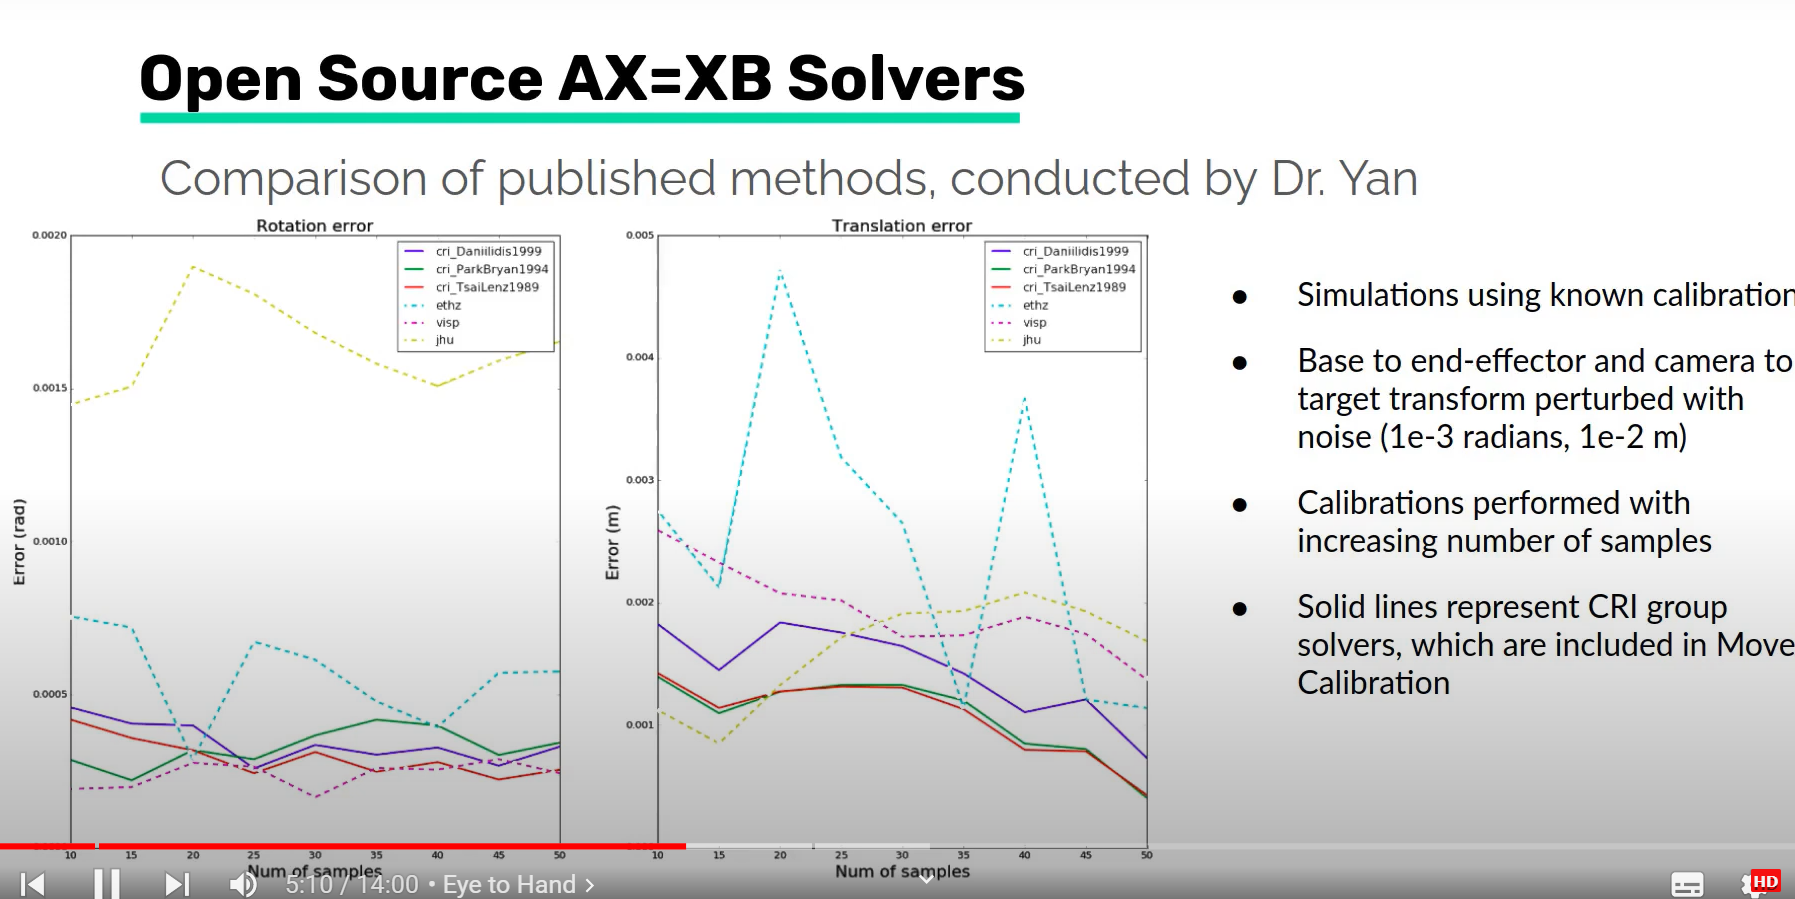 Open Source AX=XB Solvers
Comparison of published methods, conducted by Dr. Yan
Rotation error
0.0020
0.0015
0.0010
0.0005
Error (rad)
cri_Daniilidis1999
cri_ParkBryan1994
cri_TsaiLenz1989
ethz
visp
jhu
10 15 20 25 30 35 40 45 50
Num of samples
Translation error
0.005
0.004
0.003
0.002
0.001
Error (m)
cri_Daniilidis1999
cri_ParkBryan1994
cri_TsaiLenz1989
ethz
visp
jhu
10 15 20 25 30 35 40 45 50
Num of samples
● Simulations using known calibration
● Base to end-effector and camera to
target transform perturbed with
noise (1e-3 radians, 1e-2 m)
● Calibrations performed with
increasing number of samples
● Solid lines represent CRI group
solvers, which are included in Move
Calibration
5:10 / 14:00 • Eye to Hand >
HD